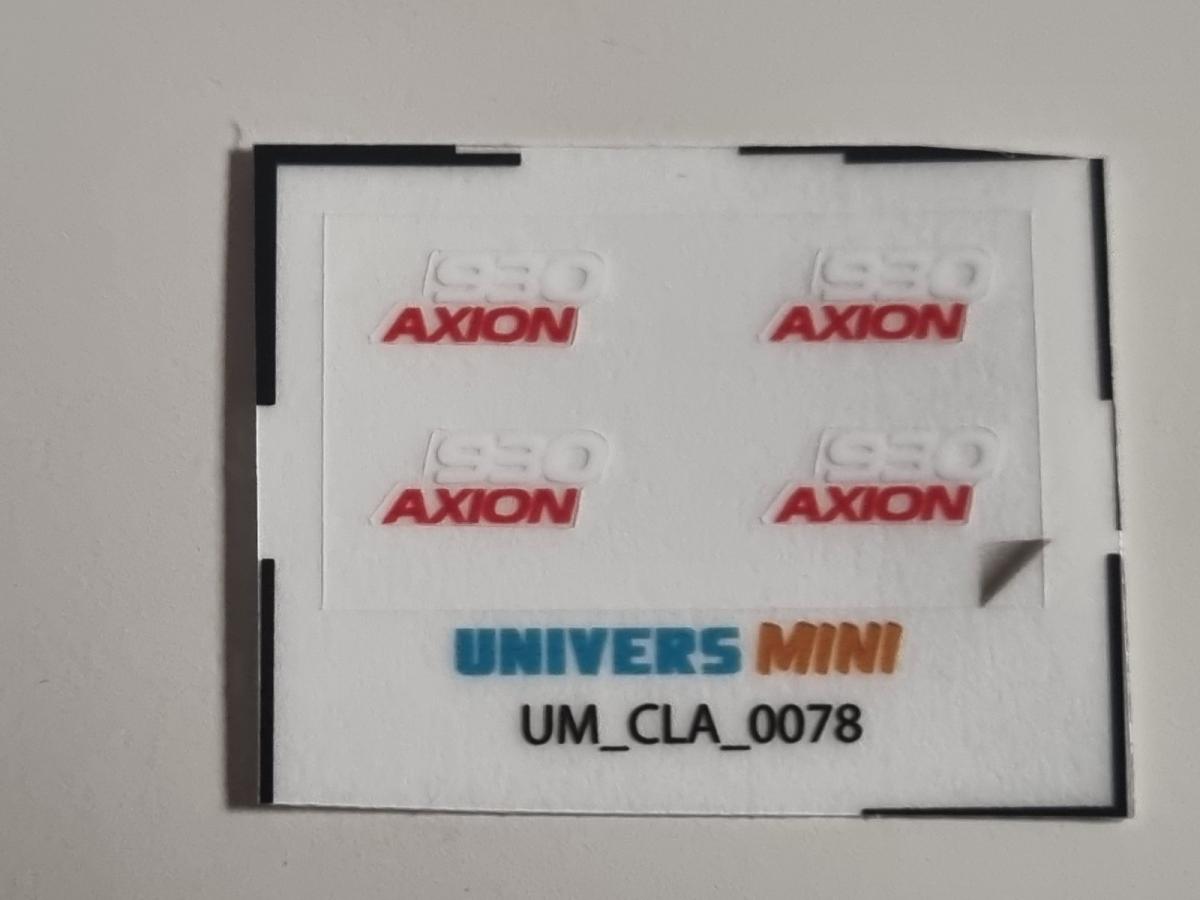 930 930
AXION AXION
930 930
AXION AXION
UNIVERS MINI
UM_CLA_0078